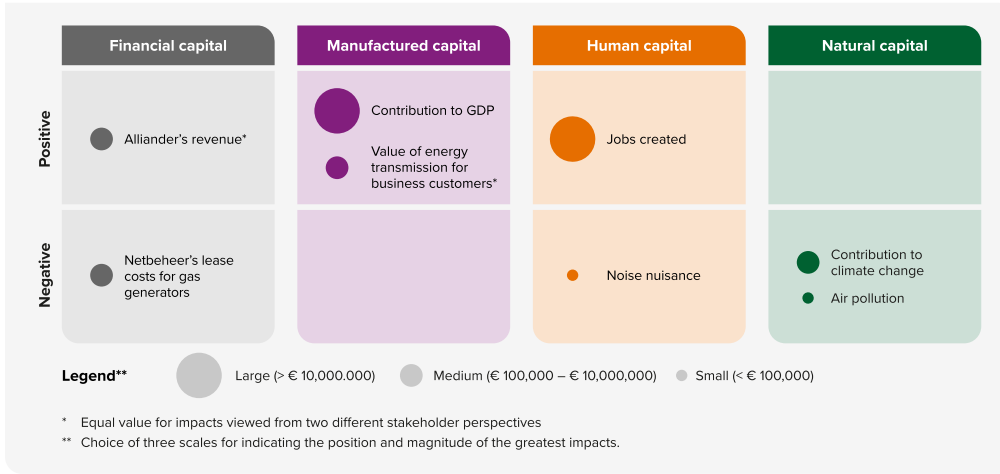 Financial capital
Manufactured capital
Human capital
Natural capital
Positive
Alliander's revenue*
Contribution to GDP
Value of energy
transmission for
business customers*
Jobs created
Negative
Netbeheer's lease
costs for gas
generators
Noise nuisance
Contribution to
climate change
Air pollution
Legend**
Large (> € 10,000.000)
Medium (€ 100,000 – € 10,000,000)
Small (< € 100,000)
* Equal value for impacts viewed from two different stakeholder perspectives
** Choice of three scales for indicating the position and magnitude of the greatest impacts.